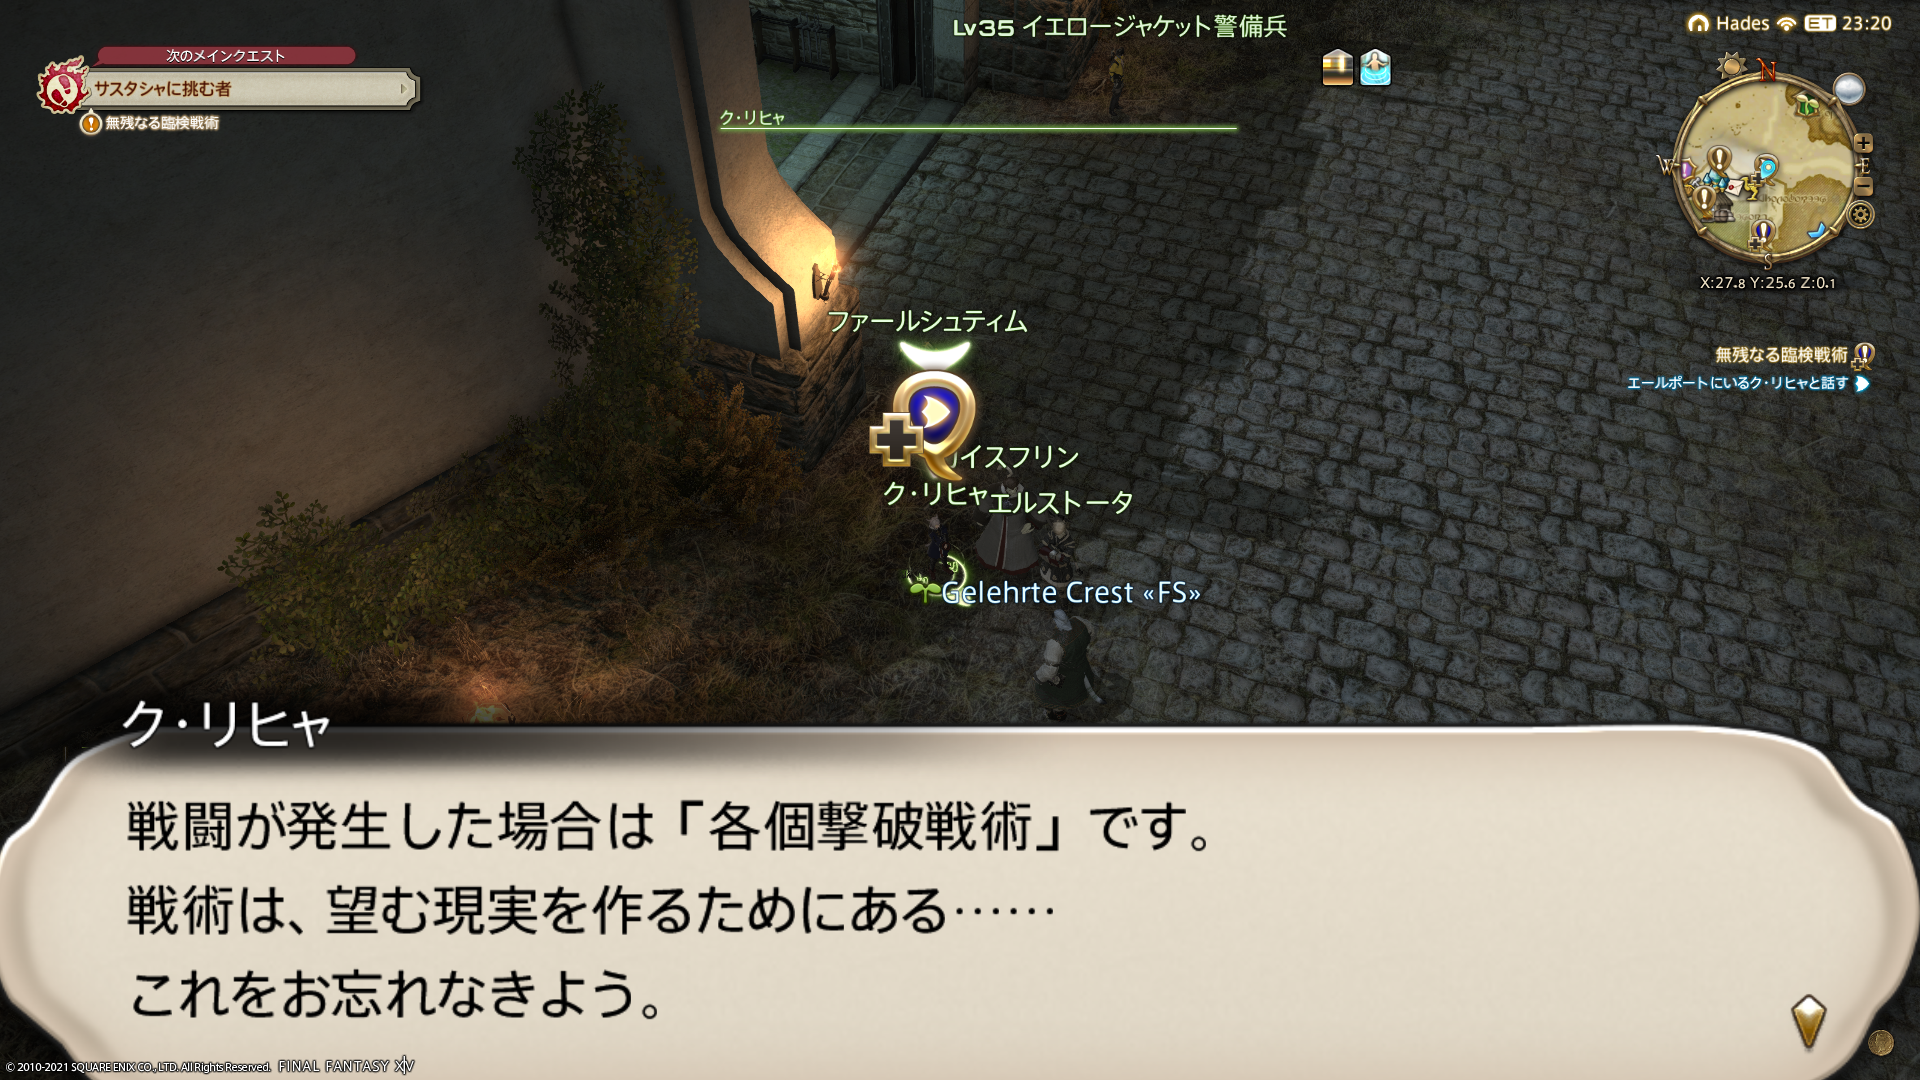 Lv35 イエロージャケット警備兵
Hades
ET 23:20
次のメインクエスト
サスタシャに挑む者
無残なる臨検戦術
ク・リヒャ
N
W
E
S
X:27.8 Y:25.6 Z:0.1
無残なる臨検戦術
エールポートにいるク・リヒャと話す
ファールシュティム
イスフリン
ク・リヒャ
エルストータ
Gelehrte Crest «FS»
ク・リヒャ
戦闘が発生した場合は「各個撃破戦術」です。
戦術は、望む現実を作るためにある……
これをお忘れなきよう。
© 2010-2021 SQUARE ENIX CO., LTD. All Rights Reserved. FINAL FANTASY XIV